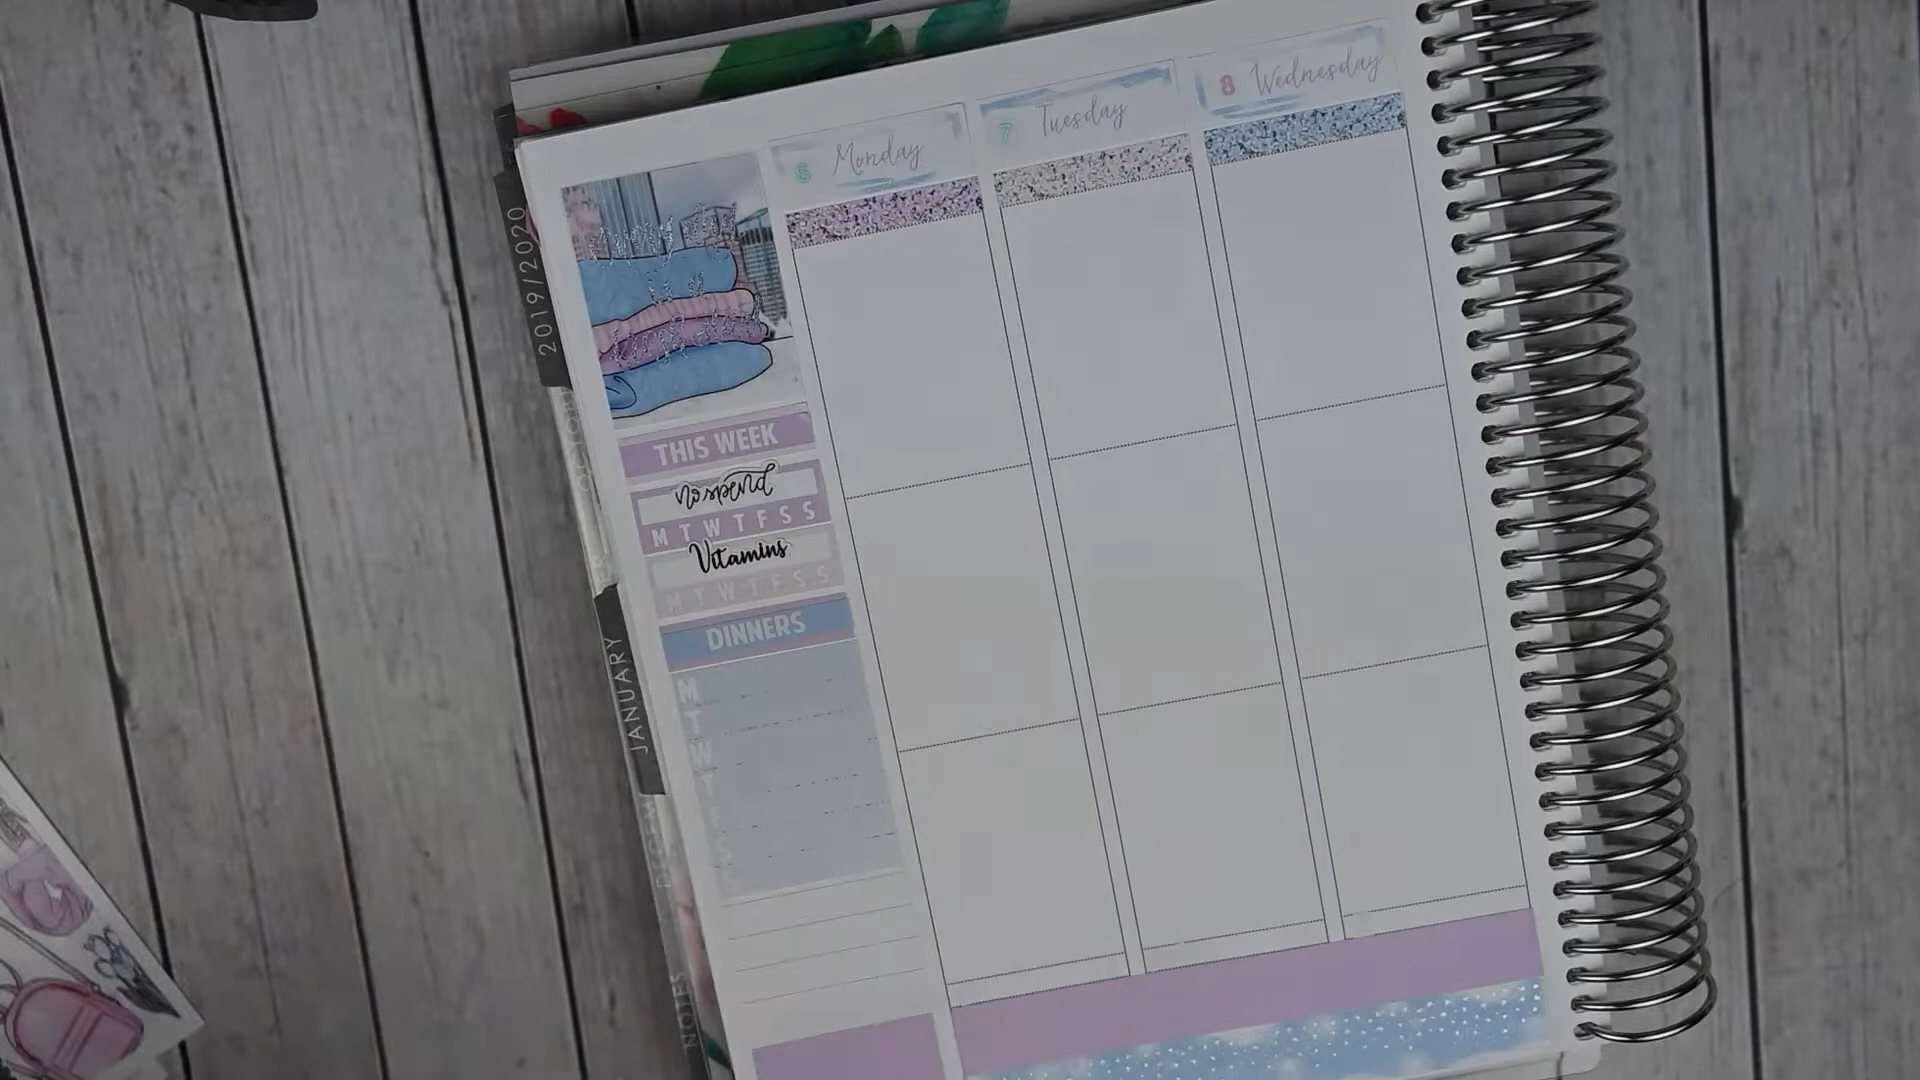 6 Monday
7 Tuesday
8 Wednesday
2019/2020
THIS WEEK
no spend
M T W T F S S
Vitamins
M T W T F S S
DINNERS
M
T
W
T
F
S
JANUARY
NOTES